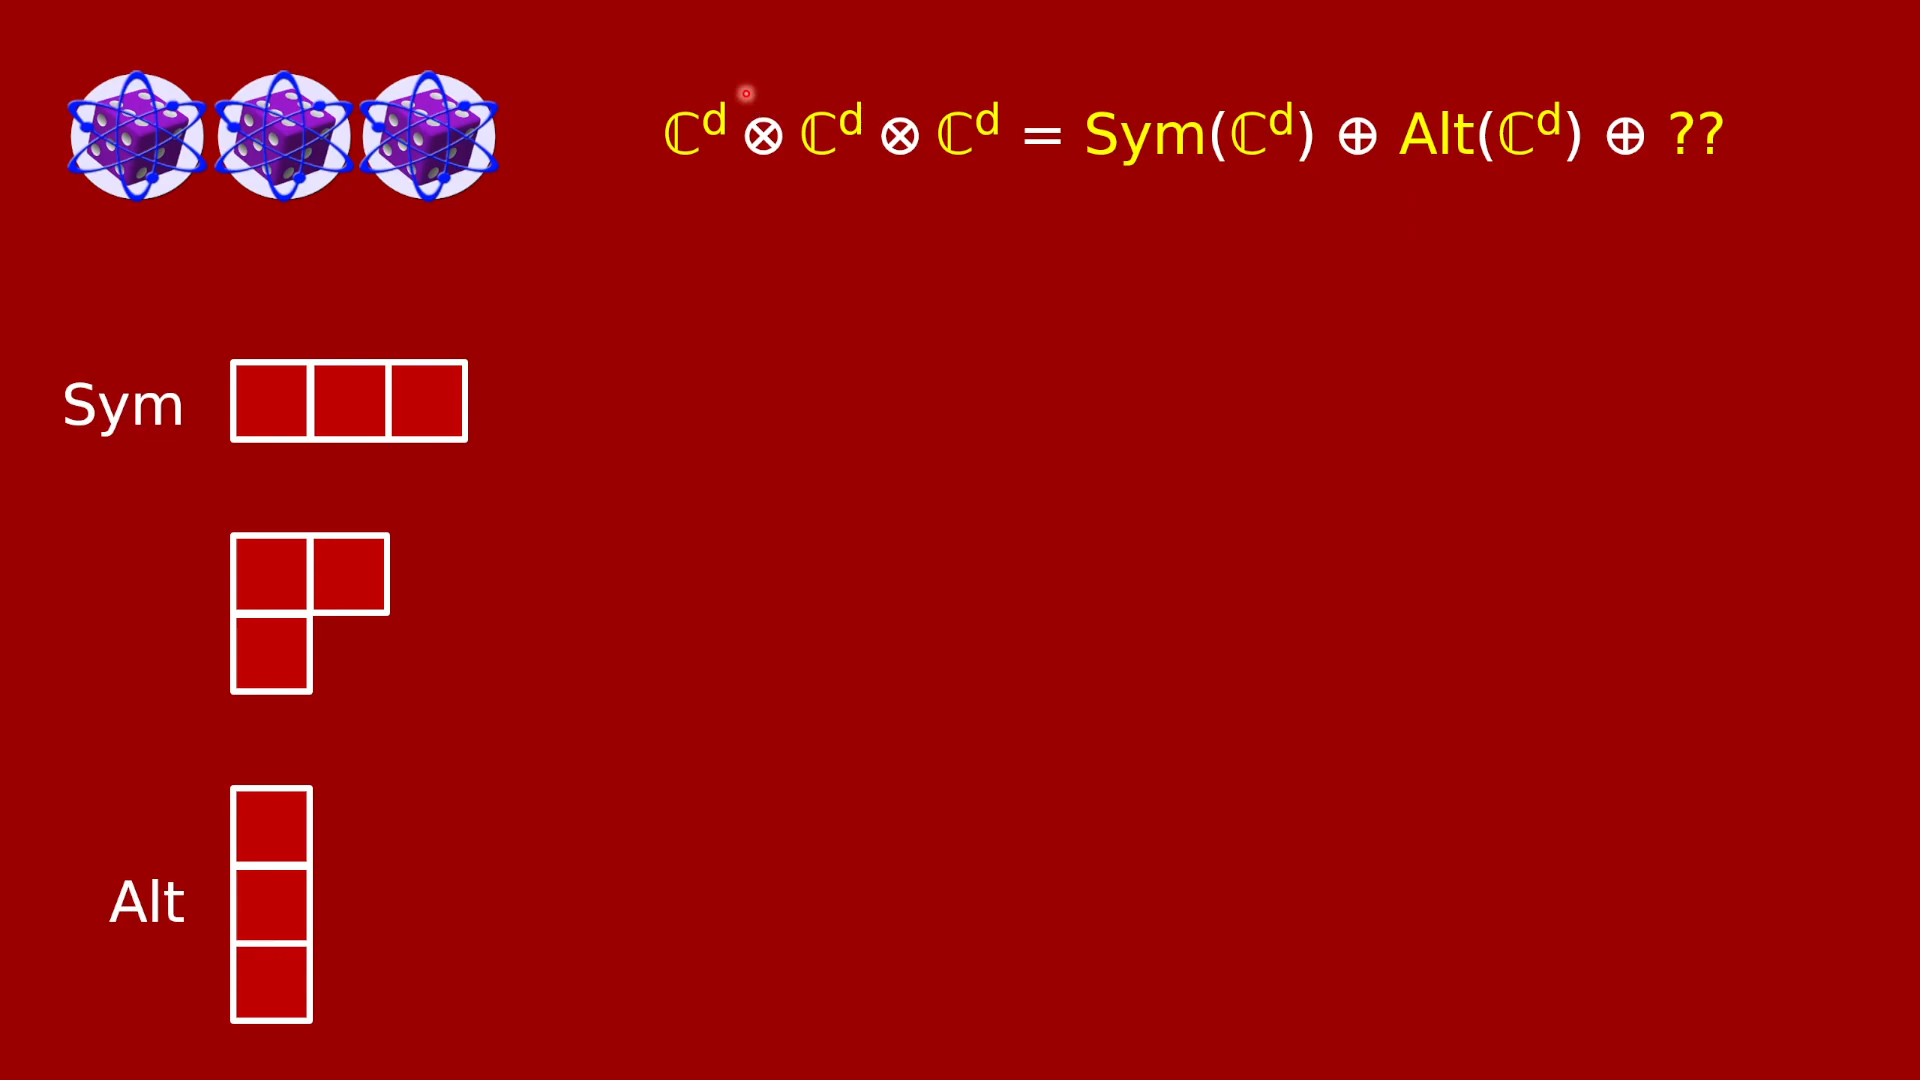 ℂᵈ ⊗ ℂᵈ ⊗ ℂᵈ = Sym(ℂᵈ) ⊕ Alt(ℂᵈ) ⊕ ??
Sym
Alt